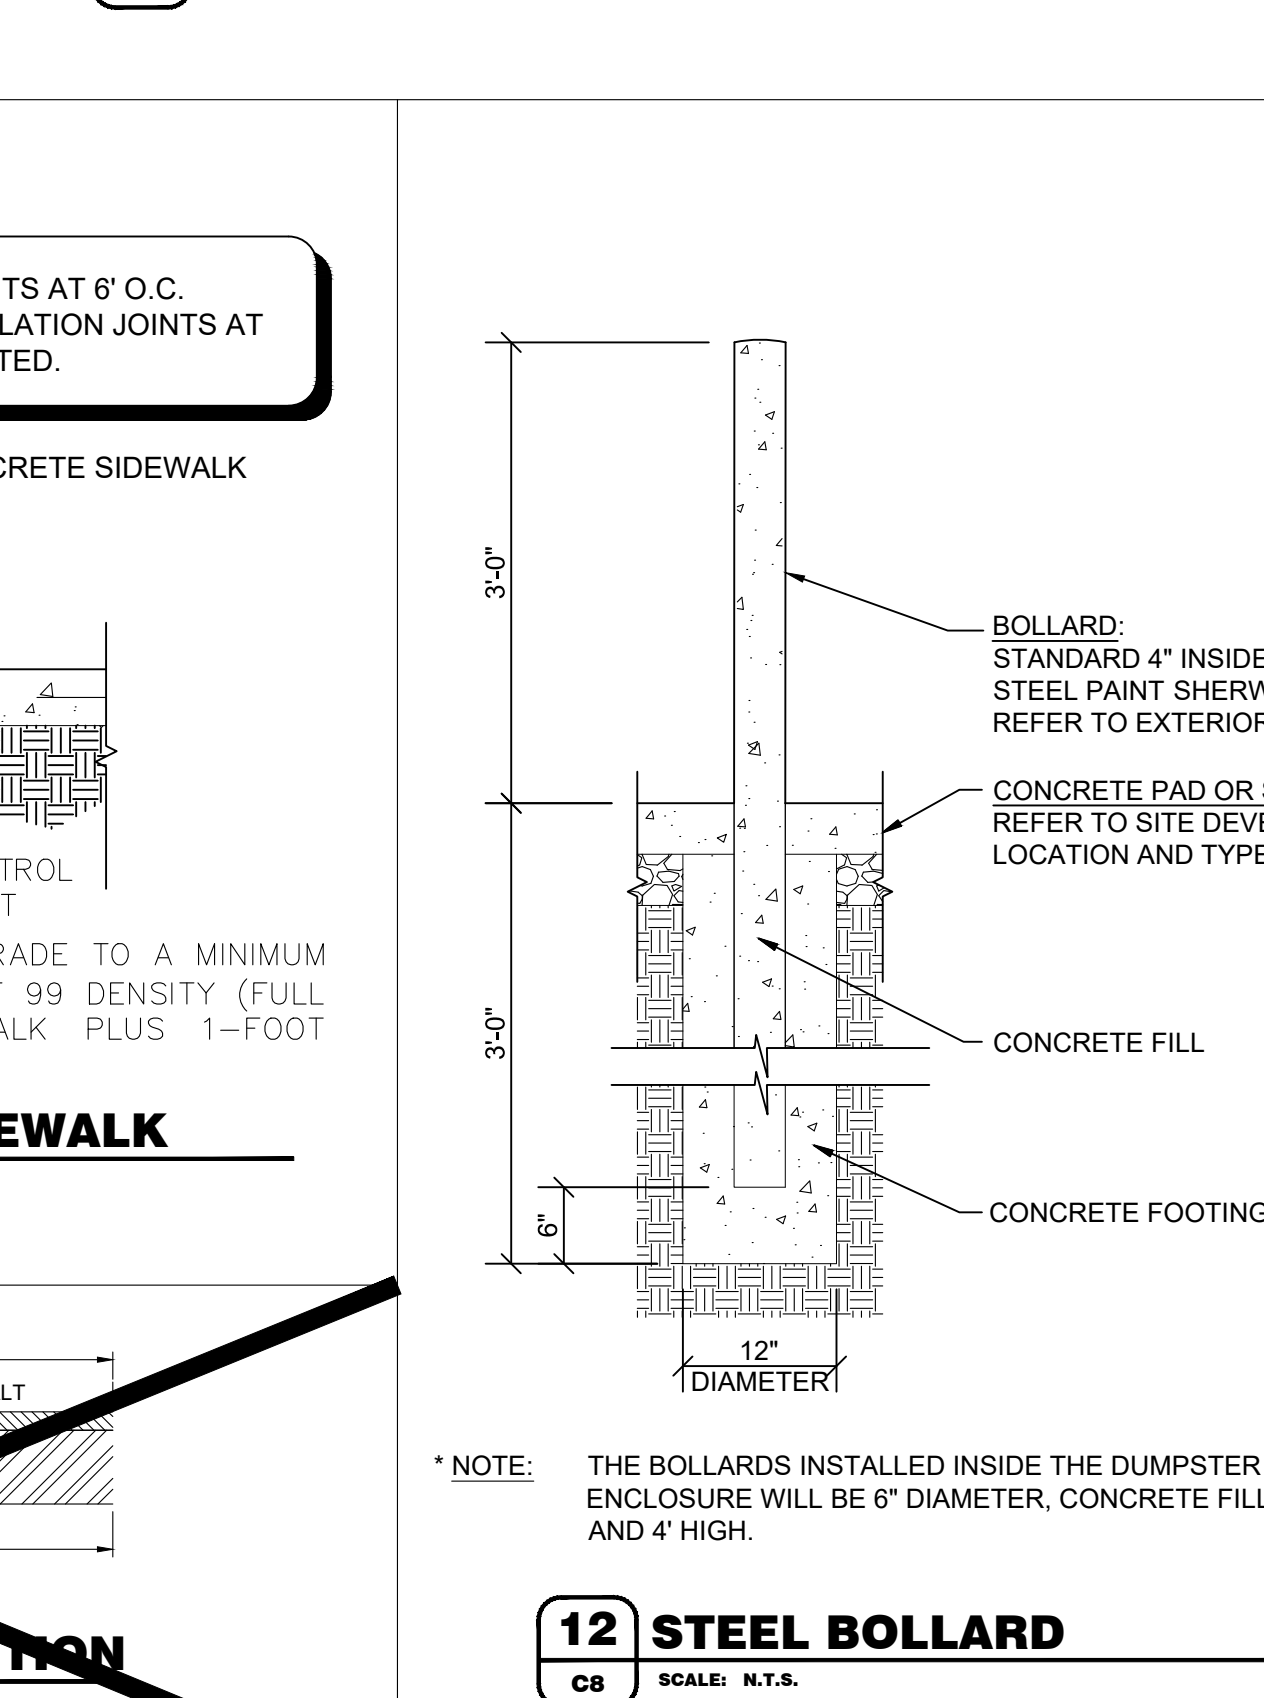 TS AT 6' O.C.
LATION JOINTS AT
TED.
CRETE SIDEWALK
TROL
T
RADE TO A MINIMUM
T 99 DENSITY (FULL
ALK PLUS 1-FOOT
EWALK
LT
TION
3'-0"
3'-0"
6"
12"
DIAMETER
BOLLARD:
STANDARD 4" INSIDE
STEEL PAINT SHERW
REFER TO EXTERIOR
CONCRETE PAD OR S
REFER TO SITE DEVE
LOCATION AND TYPE
CONCRETE FILL
CONCRETE FOOTING
* NOTE: THE BOLLARDS INSTALLED INSIDE THE DUMPSTER
ENCLOSURE WILL BE 6" DIAMETER, CONCRETE FILL
AND 4' HIGH.
12 STEEL BOLLARD
C8 SCALE: N.T.S.